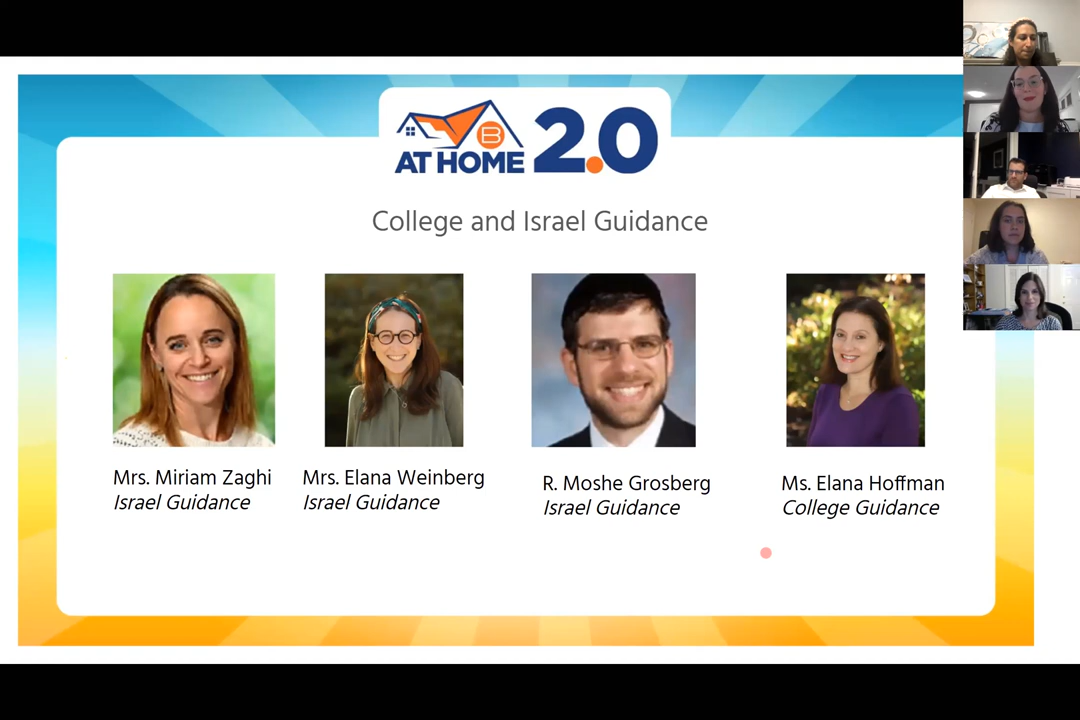 B
AT HOME 2.0
College and Israel Guidance
Mrs. Miriam Zaghi
Israel Guidance
Mrs. Elana Weinberg
Israel Guidance
R. Moshe Grosberg
Israel Guidance
Ms. Elana Hoffman
College Guidance